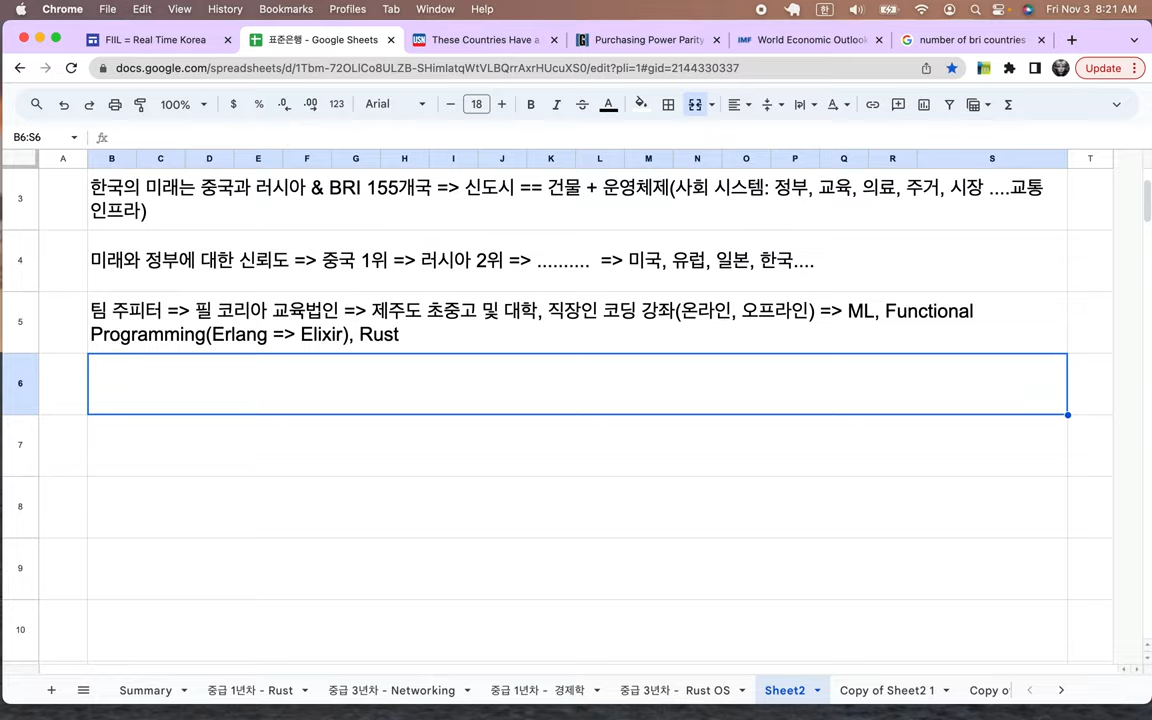 Chrome File Edit View History Bookmarks Profiles Tab Window Help 한 Fri Nov 3 8:21 AM
FIIL = Real Time Korea 표준은행 - Google Sheets These Countries Have a Purchasing Power Parity IMF World Economic Outlook number of bri countries
docs.google.com/spreadsheets/d/1Tbm-72OLlCo8ULZB-SHimlatqWtVLBQrrAxrHUcuXS0/edit?pli=1#gid=2144330337 Update
100% $ % .0 .00 123 Arial 18 B I A
B6:S6 fx
A B C D E F G H I J K L M N O P Q R S T
3 한국의 미래는 중국과 러시아 & BRI 155개국 => 신도시 == 건물 + 운영체제(사회 시스템: 정부, 교육, 의료, 주거, 시장 ....교통
인프라)
4 미래와 정부에 대한 신뢰도 => 중국 1위 => 러시아 2위 => .......... => 미국, 유럽, 일본, 한국....
5 팀 주피터 => 필 코리아 교육법인 => 제주도 초중고 및 대학, 직장인 코딩 강좌(온라인, 오프라인) => ML, Functional
Programming(Erlang => Elixir), Rust
6
7
8
9
10
Summary 중급 1년차 - Rust 중급 3년차 - Networking 중급 1년차 - 경제학 중급 3년차 - Rust OS Sheet2 Copy of Sheet2 1 Copy o